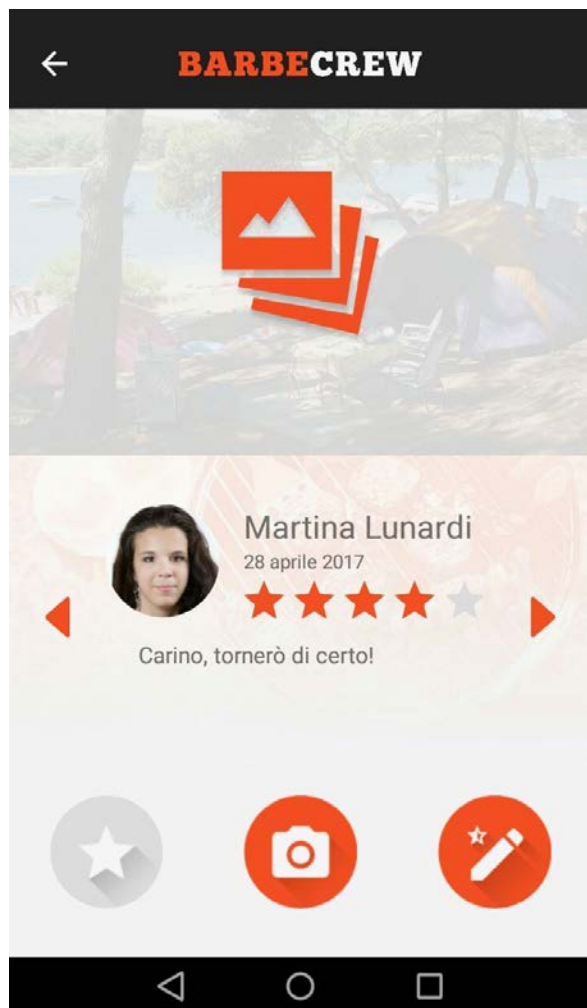 BARBECREW
Martina Lunardi
28 aprile 2017
Carino, tornerò di certo!